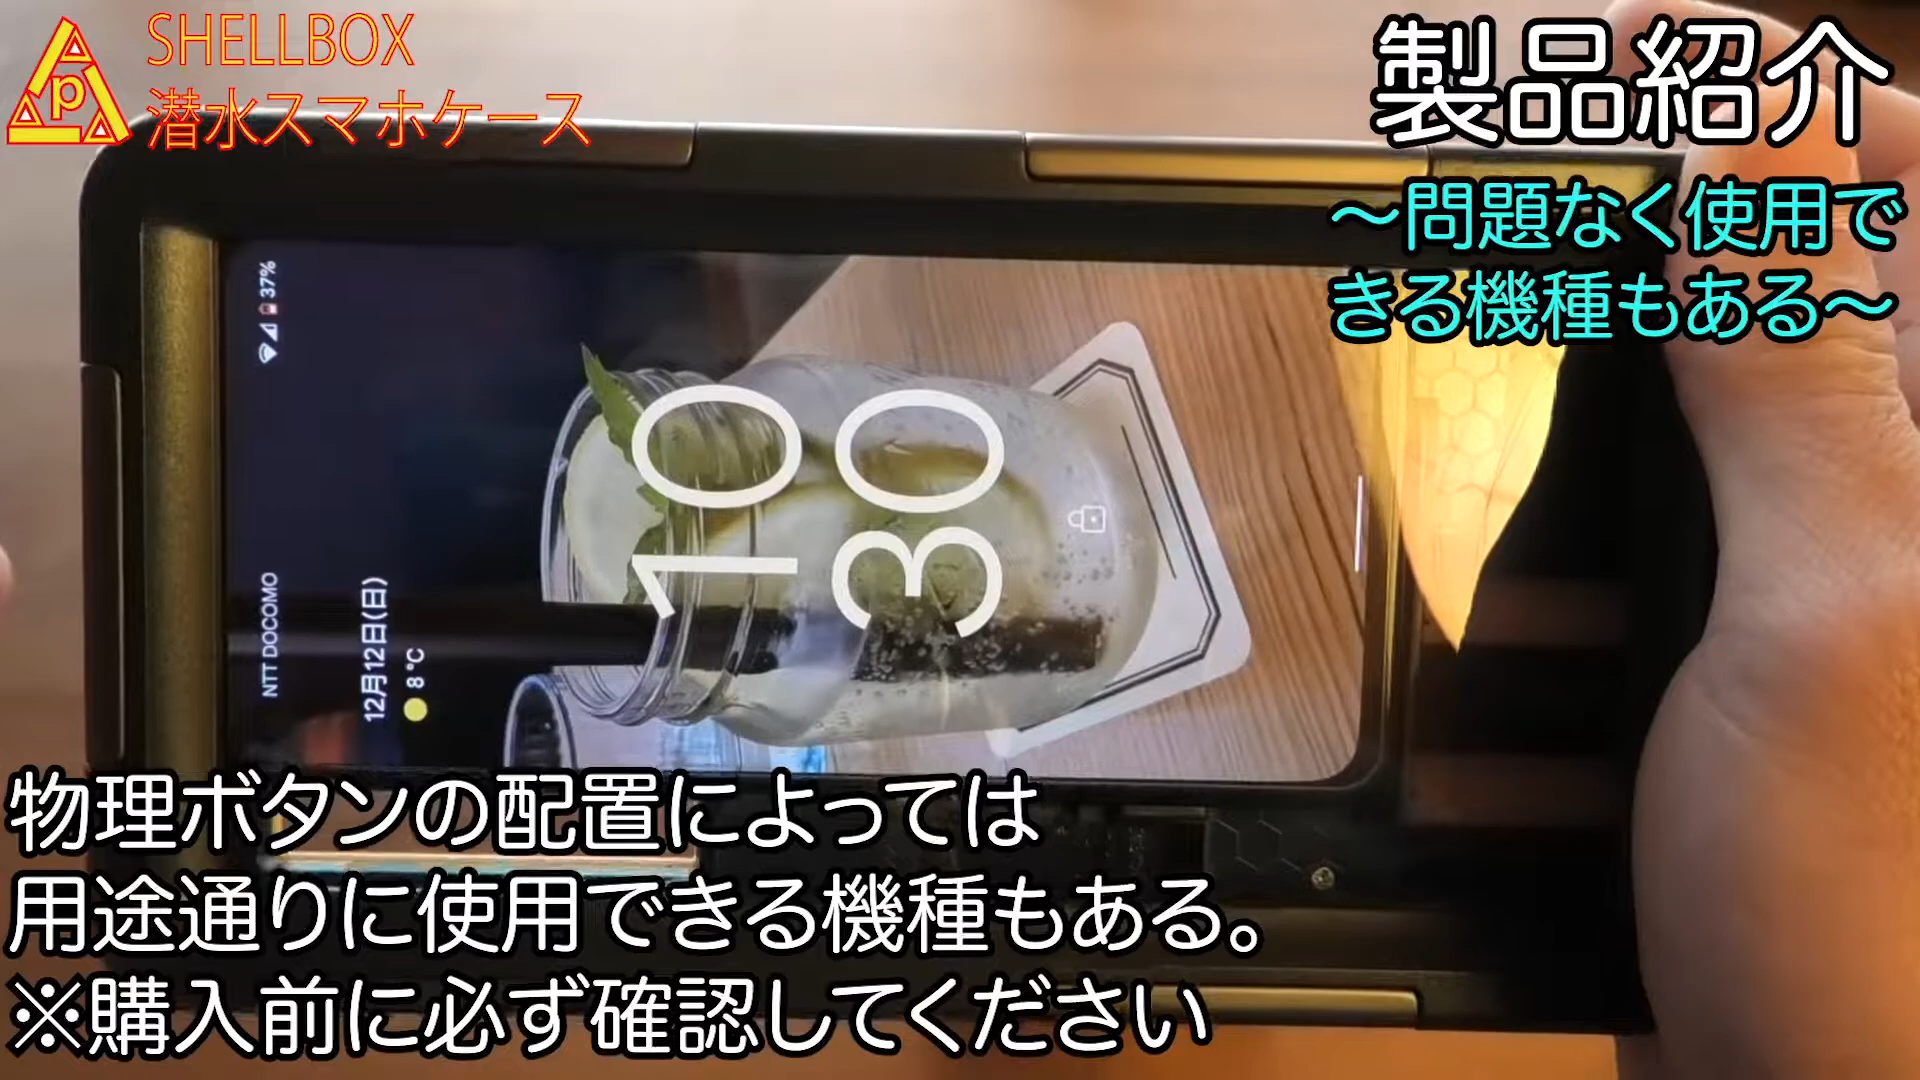 SHELLBOX
潜水スマホケース
p
製品紹介
～問題なく使用で
きる機種もある～
37%
NTT DOCOMO
12月12日(日)
8°C
10
30
物理ボタンの配置によっては
用途通りに使用できる機種もある。
※購入前に必ず確認してください